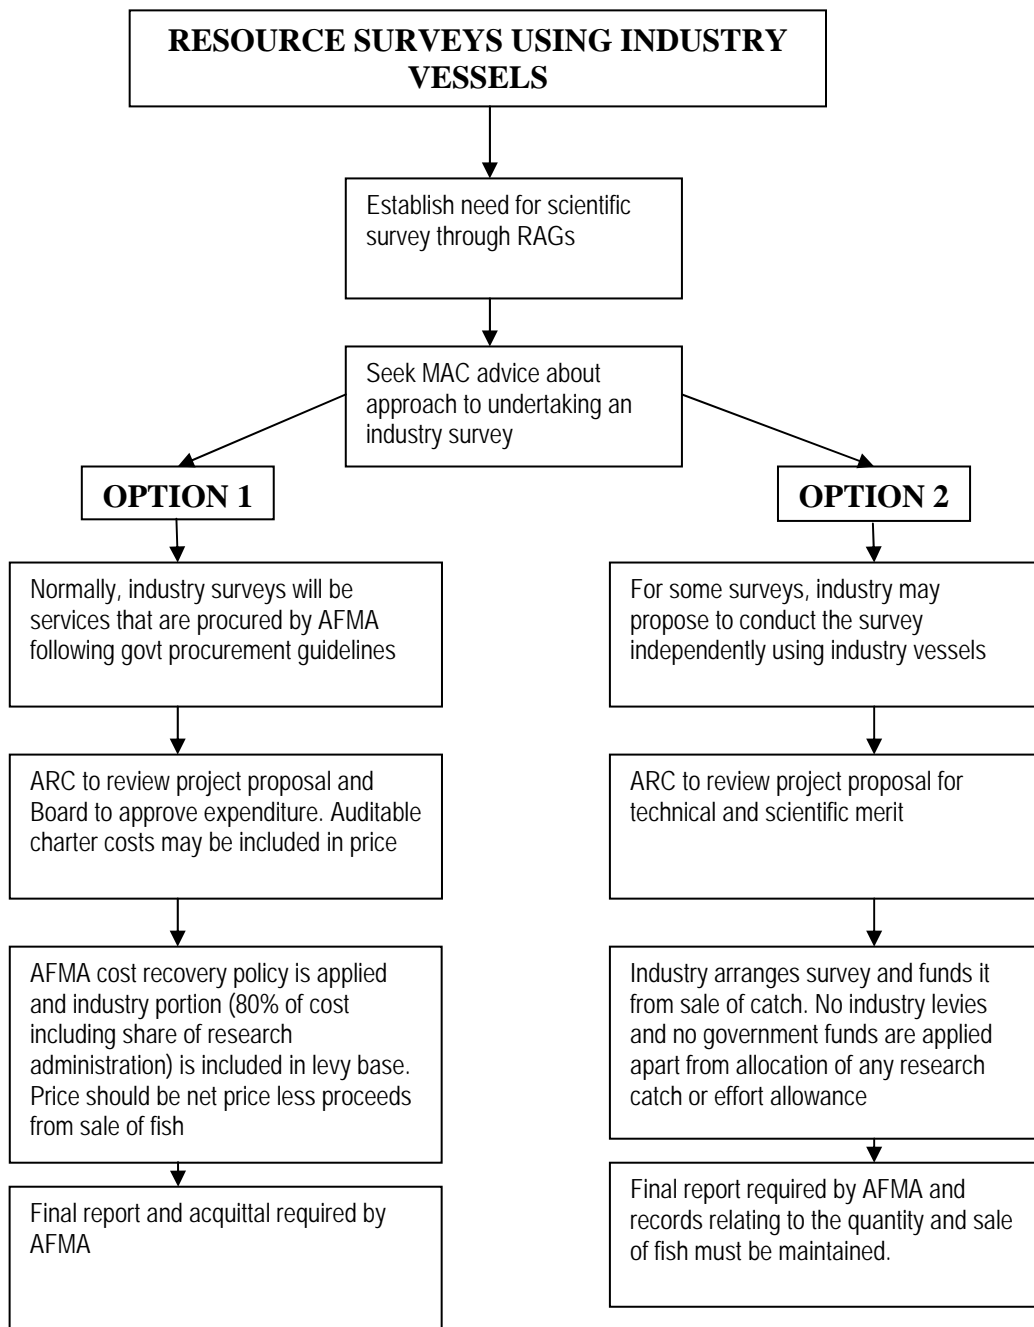 RESOURCE SURVEYS USING INDUSTRY
VESSELS
Establish need for scientific
survey through RAGs
Seek MAC advice about
approach to undertaking an
industry survey
OPTION 1
Normally, industry surveys will be
services that are procured by AFMA
following govt procurement guidelines
ARC to review project proposal and
Board to approve expenditure. Auditable
charter costs may be included in price
AFMA cost recovery policy is applied
and industry portion (80% of cost
including share of research
administration) is included in levy base.
Price should be net price less proceeds
from sale of fish
Final report and acquittal required by
AFMA
OPTION 2
For some surveys, industry may
propose to conduct the survey
independently using industry vessels
ARC to review project proposal for
technical and scientific merit
Industry arranges survey and funds it
from sale of catch. No industry levies
and no government funds are applied
apart from allocation of any research
catch or effort allowance
Final report required by AFMA and
records relating to the quantity and sale
of fish must be maintained.